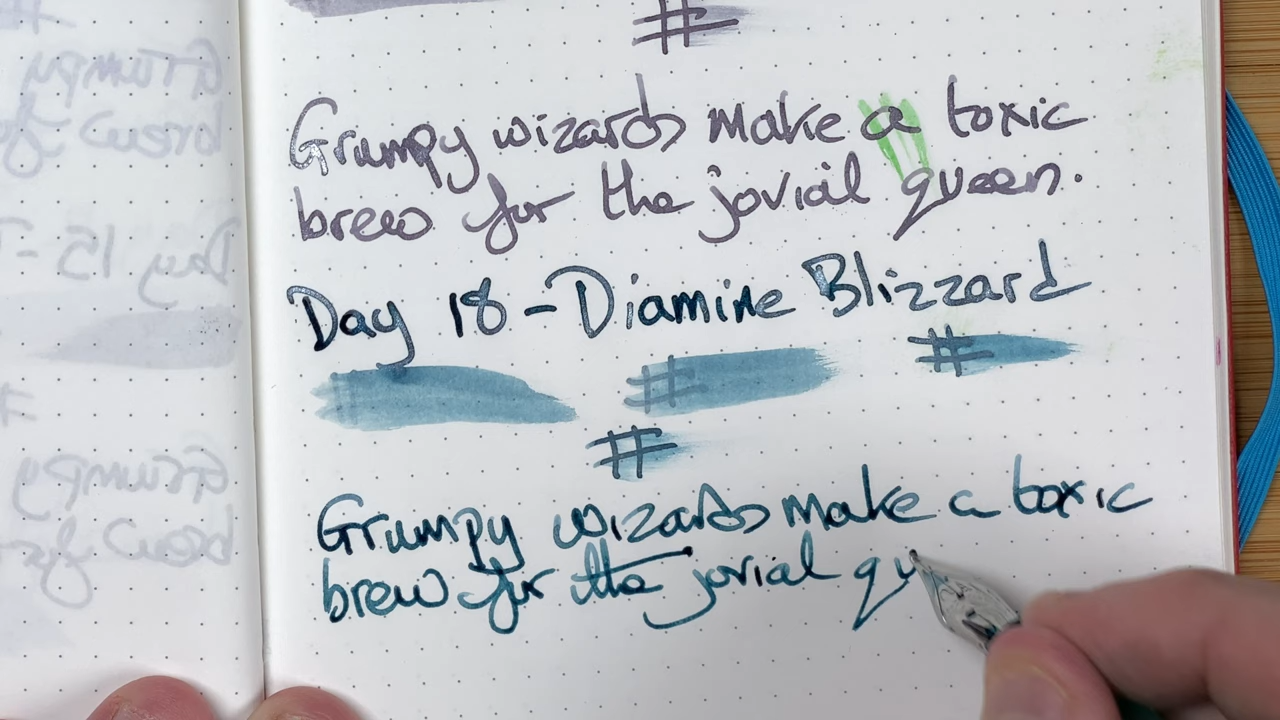 #
Grumpy wizards make a toxic
brew for the jovial queen.
Day 18 - Diamine Blizzard
# #
#
Grumpy wizards make a toxic
brew for the jovial qu